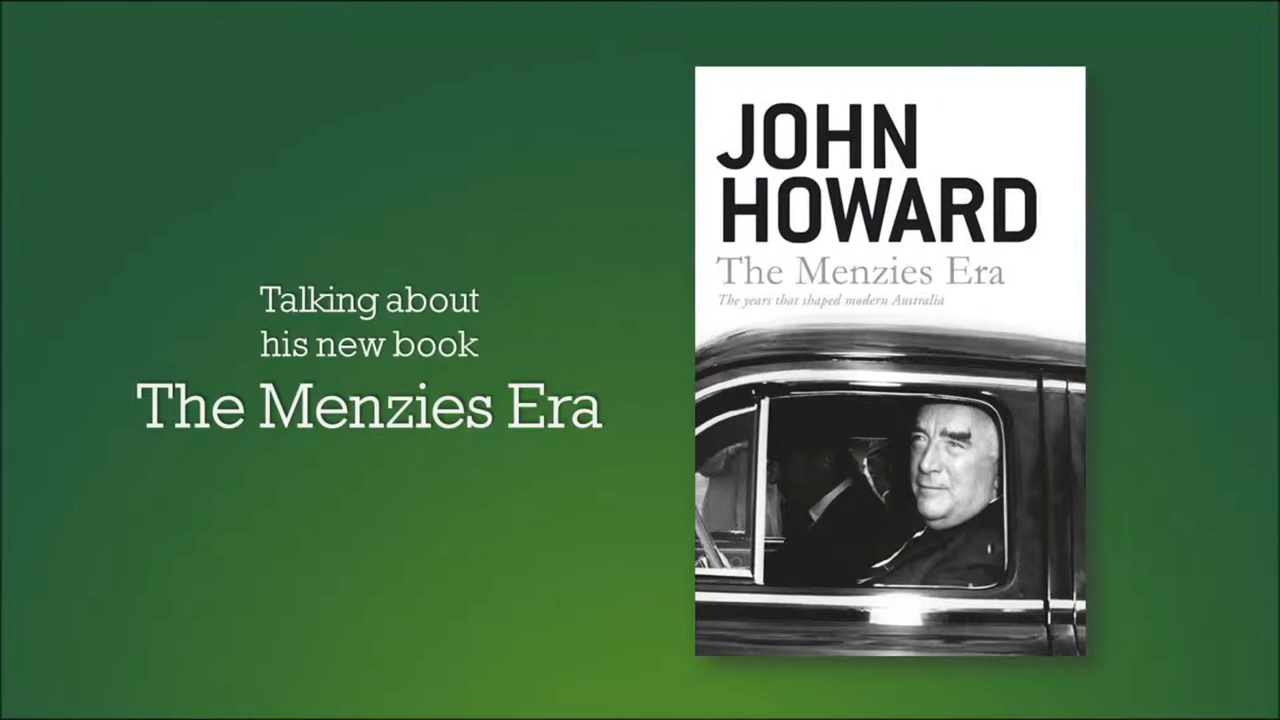 Talking about
his new book
The Menzies Era
JOHN
HOWARD
The Menzies Era
The years that shaped modern Australia